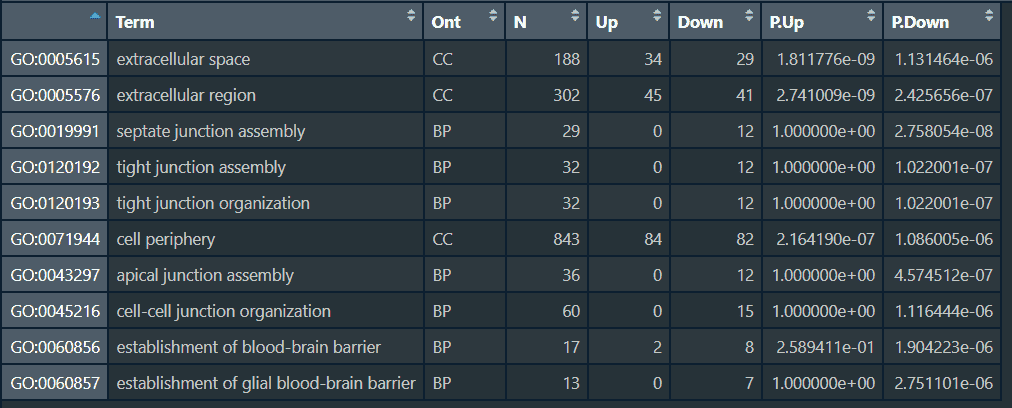 Term Ont N Up Down P.Up P.Down
GO:0005615 extracellular space CC 188 34 29 1.811776e-09 1.131464e-06
GO:0005576 extracellular region CC 302 45 41 2.741009e-09 2.425656e-07
GO:0019991 septate junction assembly BP 29 0 12 1.000000e+00 2.758054e-08
GO:0120192 tight junction assembly BP 32 0 12 1.000000e+00 1.022001e-07
GO:0120193 tight junction organization BP 32 0 12 1.000000e+00 1.022001e-07
GO:0071944 cell periphery CC 843 84 82 2.164190e-07 1.086005e-06
GO:0043297 apical junction assembly BP 36 0 12 1.000000e+00 4.574512e-07
GO:0045216 cell-cell junction organization BP 60 0 15 1.000000e+00 1.116444e-06
GO:0060856 establishment of blood-brain barrier BP 17 2 8 2.589411e-01 1.904223e-06
GO:0060857 establishment of glial blood-brain barrier BP 13 0 7 1.000000e+00 2.751101e-06